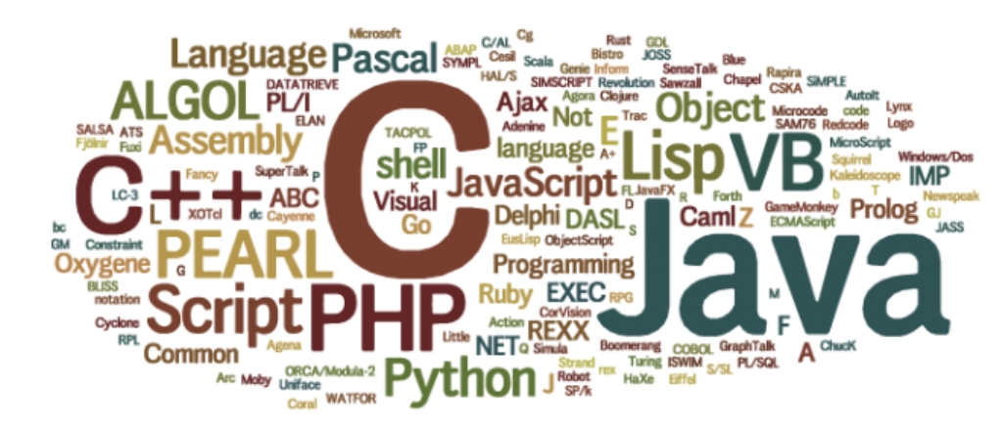 Microsoft
Language
Pascal
ABAP
C/AL
Cg
SYMPL
Cesil
Scala
Rust
GDL
Bistro
JOSS
Blue
HAL/S
Genie
Inform
SenseTalk
Rapira
SIMSCRIPT
Revolution
Sawzall
Chapel
CSKA
SiMPLE
DATATRIEVE
ALGOL
PL/I
ELAN
C
Ajax
Agora
Clojure
Object
AutoIt
Adenine
Not
Trac
Microcode
code
Lynx
SAM76
Redcode
Logo
SALSA
ATS
Fjölnir
Fuxi
Assembly
TACPOL
FP
shell
language
E
A+
Lisp
VB
MicroScript
Squirrel
Windows/Dos
Kaleidoscope
IMP
C++
LC-3
Fancy
SuperTalk
P
ABC
K
Visual
JavaScript
FL
JavaFX
R
Forth
b
T
Newspeak
L
XOTcl
dc
Cayenne
Go
Delphi
DASL
D
S
Caml
Z
GameMonkey
ECMAScript
Prolog
GJ
JASS
bc
GM
Constraint
EusLisp
ObjectScript
Oxygene
PEARL
G
Programming
Java
BLISS
notation
Script
PHP
Ruby
EXEC
RPG
M
CorVision
Cyclone
RPL
Action
REXX
F
Common
Agena
Little
NET
Q
Simula
Boomerang
COBOL
GraphTalk
A
ChucK
Arc
Moby
ORCA/Modula-2
Uniface
Python
Strand
rex
Turing
ISWIM
PL/SQL
S/SL
J
Robot
HaXe
Eiffel
SP/k
Coral
WATFOR